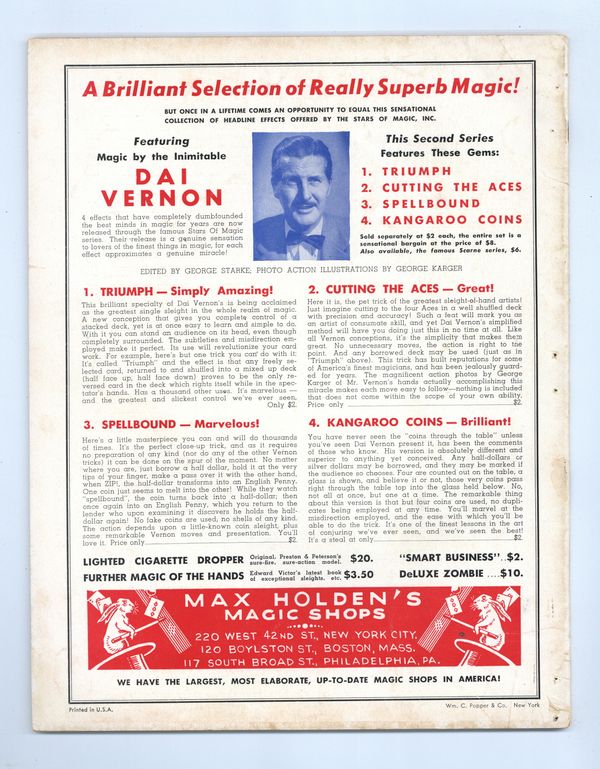 A Brilliant Selection of Really Superb Magic!
BUT ONCE IN A LIFETIME COMES AN OPPORTUNITY TO EQUAL THIS SENSATIONAL
COLLECTION OF HEADLINE EFFECTS OFFERED BY THE STARS OF MAGIC, INC.
Featuring
Magic by the Inimitable
DAI
VERNON
4 effects that have completely dumbfounded
the best minds in magic for years are now
released through the famous Stars Of Magic
series. Their release is a genuine sensation
to lovers of the finest things in magic, for each
effect approximates a genuine miracle!
This Second Series
Features These Gems:
1. TRIUMPH
2. CUTTING THE ACES
3. SPELLBOUND
4. KANGAROO COINS
Sold separately at $2 each, the entire set is a
sensational bargain at the price of $8.
Also available, the famous Scarne series, $6.
EDITED BY GEORGE STARKE; PHOTO ACTION ILLUSTRATIONS BY GEORGE KARGER
1. TRIUMPH — Simply Amazing!
This brilliant specialty of Dai Vernon's is being acclaimed
as the greatest single sleight in the whole realm of magic.
A new conception that gives you complete control of a
stacked deck, yet is at once easy to learn and simple to do.
With it you can stand an audience on its head, even though
completely surrounded. The subtleties and misdirection em-
ployed make it perfect. Its use will revolutionize your card
work. For example, here's but one trick you can do with it:
It's called "Triumph" and the effect is that any freely se-
lected card, returned to and shuffled into a mixed up deck
(half face up; half face down) proves to be the only re-
versed card in the deck which rights itself while in the spec-
tator's hands. Has a thousand other uses. It's marvelous —
and the greatest and slickest control we've ever seen.
Only $2.
2. CUTTING THE ACES — Great!
Here it is, the pet trick of the greatest sleight-of-hand artists!
Just imagine cutting to the four Aces in a well shuffled deck
with precision and accuracy! Such a feat will mark you as
an artist of consumate skill, and yet Dai Vernon's simplified
method will have you doing just this in no time at all. Like
all Vernon conceptions, it's the simplicity that makes them
great. No unnecessary moves, the action is right to the
point. And any borrowed deck may be used (just as in
"Triumph" above). This trick has built reputations for some
of America's finest magicians, and has been jealously guard-
ed for years. The magnificent action photos by George
Karger of Mr. Vernon's hands actually accomplishing this
miracle makes each move easy to follow—nothing is included
that does not come within the scope of your own ability.
Price only $2.
3. SPELLBOUND — Marvelous!
Here's a little masterpiece you can and will do thousands
of times. It's the perfect close-up trick, and as it requires
no preparation of any kind (nor do any of the other Vernon
tricks) it can be done on the spur of the moment. No matter
where you are, just borrow a half dollar, hold it at the very
tips of your finger, make a pass over it with the other hand,
when ZIP!, the half-dollar transforms into an English Penny.
One coin just seems to melt into the other! While they watch
"spellbound", the coin turns back into a half-dollar; then
once again into an English Penny, which you return to the
lender who upon examining it discovers he holds the half-
dollar again! No fake coins are used, no shells of any kind.
The action depends upon a little-known coin sleight, plus
some remarkable Vernon moves and presentation. You'll
love it. Price only $2.
4. KANGAROO COINS — Brilliant!
You have never seen the "coins through the table" unless
you've seen Dai Vernon present it, has been the comments
of those who know. His version is absolutely different and
superior to anything yet conceived. Any half-dollars or
silver dollars may be borrowed, and they may be marked if
the audience so chooses. Four are counted out on the table, a
glass is shown, and believe it or not, those very coins pass
right through the table top into the glass held below. No,
not all at once, but one at a time. The remarkable thing
about this version is that but four coins are used, no dupli-
cates being employed at any time. You'll marvel at the
misdirection employed, and the ease with which you'll be
able to do the trick. It's one of the finest lessons in the art
of conjuring we've ever seen, and we've seen the best!
It's a steal at only $2.
LIGHTED CIGARETTE DROPPER Original, Preston & Peterson's sure-fire, sure-action model. $20.
"SMART BUSINESS"..$2.
FURTHER MAGIC OF THE HANDS Edward Victor's latest book of exceptional sleights, etc. $3.50
DeLUXE ZOMBIE ....$10.
MAX HOLDEN'S
MAGIC SHOPS
220 WEST 42ND ST., NEW YORK CITY.
120 BOYLSTON ST., BOSTON, MASS.
117 SOUTH BROAD ST., PHILADELPHIA, PA.
WE HAVE THE LARGEST, MOST ELABORATE, UP-TO-DATE MAGIC SHOPS IN AMERICA!
Printed in U.S.A.
Wm. C. Popper & Co., New York